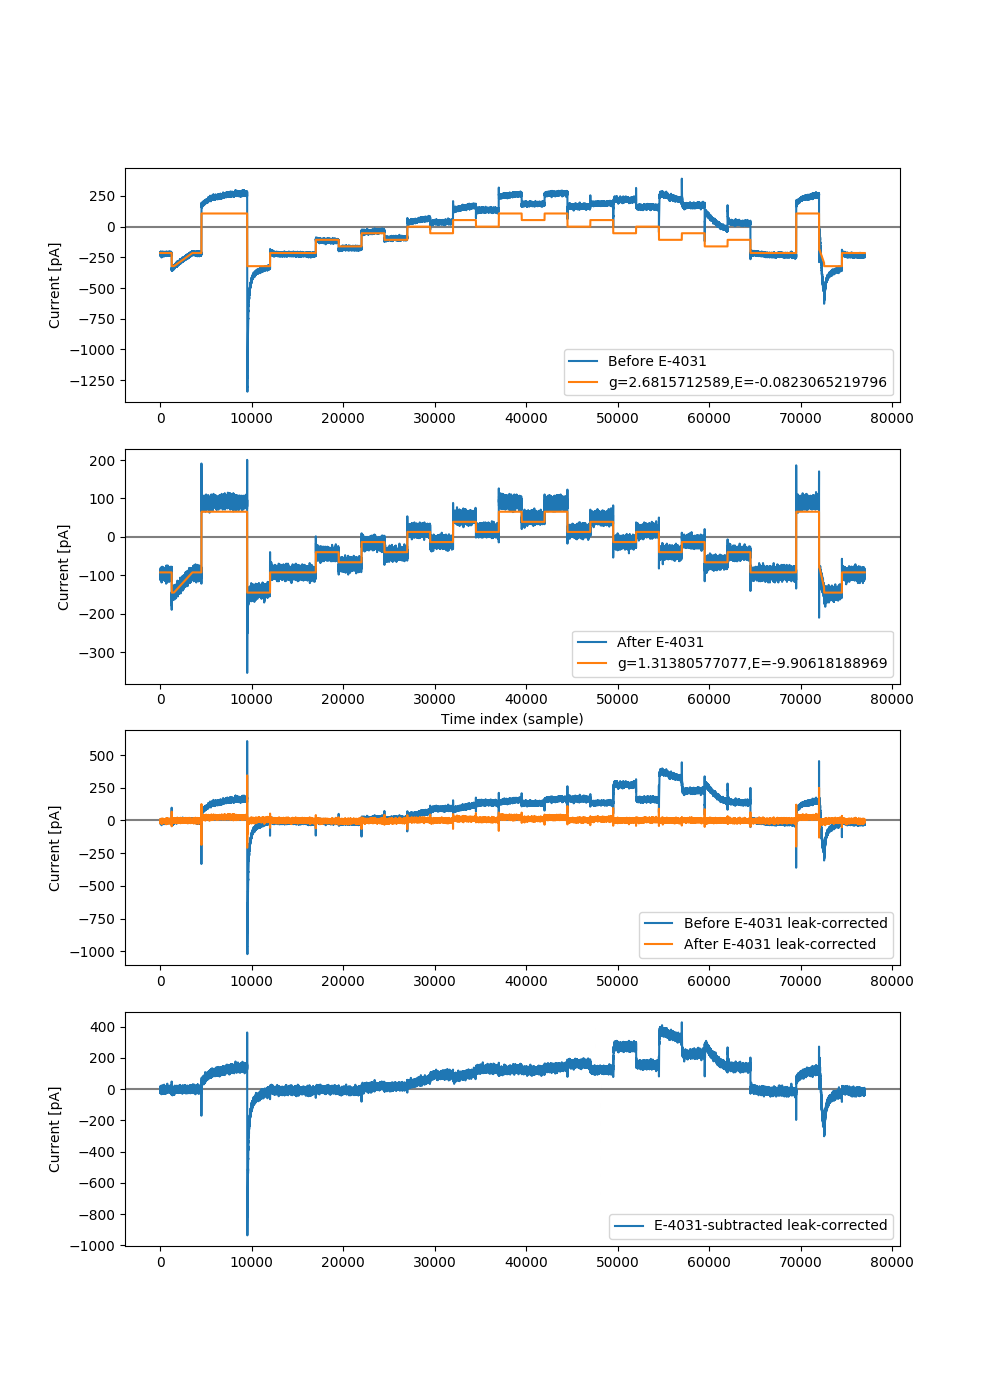 250
0
−250
−500
−750
−1000
−1250
Current [pA]
Before E-4031
g=2.6815712589,E=-0.0823065219796
0 10000 20000 30000 40000 50000 60000 70000 80000
200
100
0
−100
−200
−300
Current [pA]
After E-4031
g=1.31380577077,E=-9.90618188969
0 10000 20000 30000 40000 50000 60000 70000 80000
Time index (sample)
500
250
0
−250
−500
−750
−1000
Current [pA]
Before E-4031 leak-corrected
After E-4031 leak-corrected
0 10000 20000 30000 40000 50000 60000 70000 80000
400
200
0
−200
−400
−600
−800
−1000
Current [pA]
E-4031-subtracted leak-corrected
0 10000 20000 30000 40000 50000 60000 70000 80000